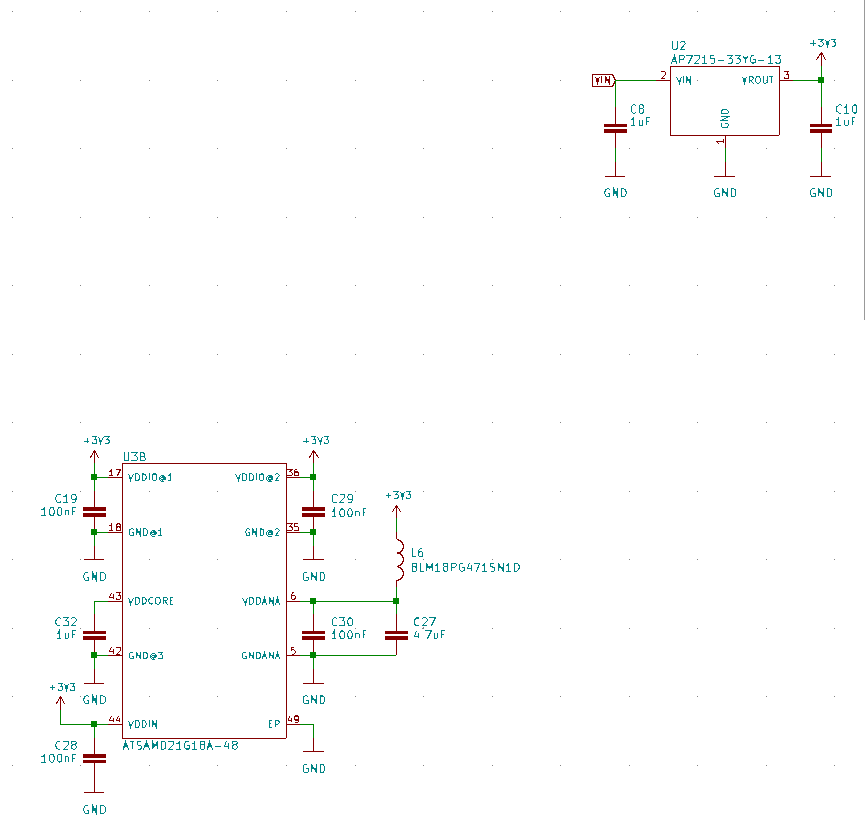 U2
AP7215-33YG-13
+3V3
VIN
2
VIN
VROUT
3
C8
1uF
GND
1
C10
1uF
GND
GND
GND
+3V3
+3V3
U3B
17
VDDIO@1
VDDIO@2
36
C19
100nF
C29
100nF
+3V3
18
GND@1
GND@2
35
L6
BLM18PG471SN1D
GND
GND
43
VDDCORE
VDDANA
6
C32
1uF
C30
100nF
C27
4.7uF
42
GND@3
GNDANA
5
+3V3
GND
GND
44
VDDIN
EP
49
C28
100nF
ATSAMD21G18A-48
GND
GND